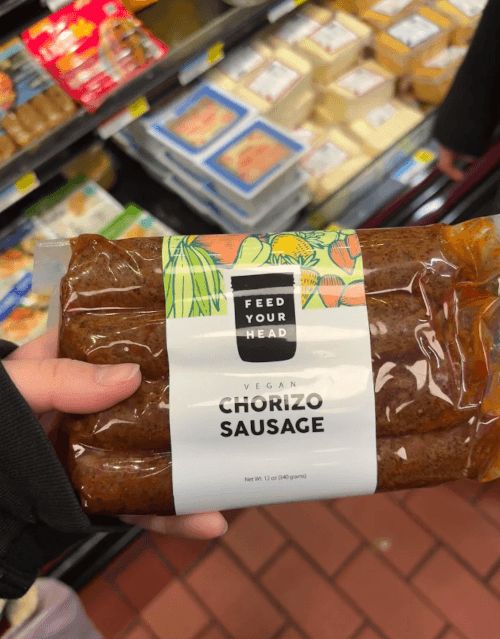 FEED
YOUR
HEAD
VEGAN
CHORIZO
SAUSAGE
Net Wt. 12 oz (340 grams)